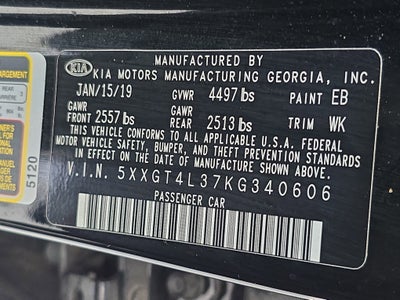 MANUFACTURED BY
KIA
KIA MOTORS MANUFACTURING GEORGIA, INC.
JAN/15/19 GVWR 4497 lbs PAINT EB
GAWR GAWR
FRONT 2557 lbs REAR 2513 lbs TRIM WK
THIS VEHICLE CONFORMS TO ALL APPLICABLE U.S.A. FEDERAL
MOTOR VEHICLE SAFETY, BUMPER, AND THEFT PREVENTION STANDARDS
IN EFFECT ON THE DATE OF MANUFACTURE SHOWN ABOVE.
V.I.N. 5XXGT4L37KG340606
PASSENGER CAR
REAR 3
5120